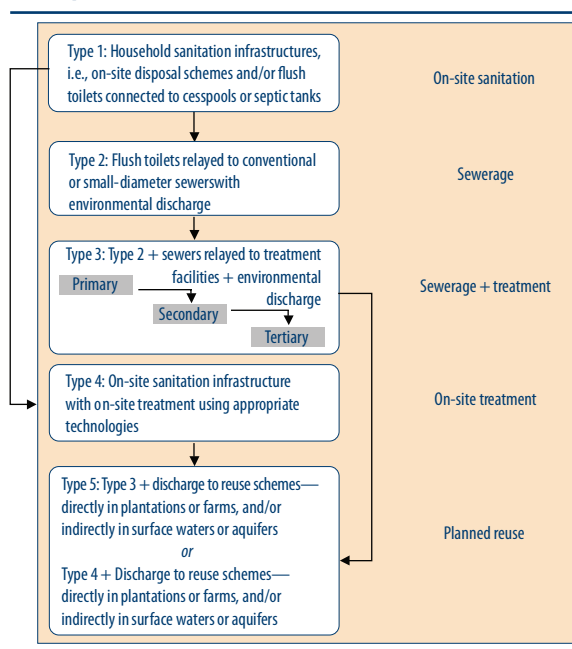 Type 1: Household sanitation infrastructures,
i.e., on-site disposal schemes and/or flush
toilets connected to cesspools or septic tanks
On-site sanitation
Type 2: Flush toilets relayed to conventional
or small-diameter sewerswith
environmental discharge
Sewerage
Type 3: Type 2 + sewers relayed to treatment
facilities + environmental
discharge
Primary
Secondary
Tertiary
Sewerage + treatment
Type 4: On-site sanitation infrastructure
with on-site treatment using appropriate
technologies
On-site treatment
Type 5: Type 3 + discharge to reuse schemes—
directly in plantations or farms, and/or
indirectly in surface waters or aquifers
or
Type 4 + Discharge to reuse schemes—
directly in plantations or farms, and/or
indirectly in surface waters or aquifers
Planned reuse